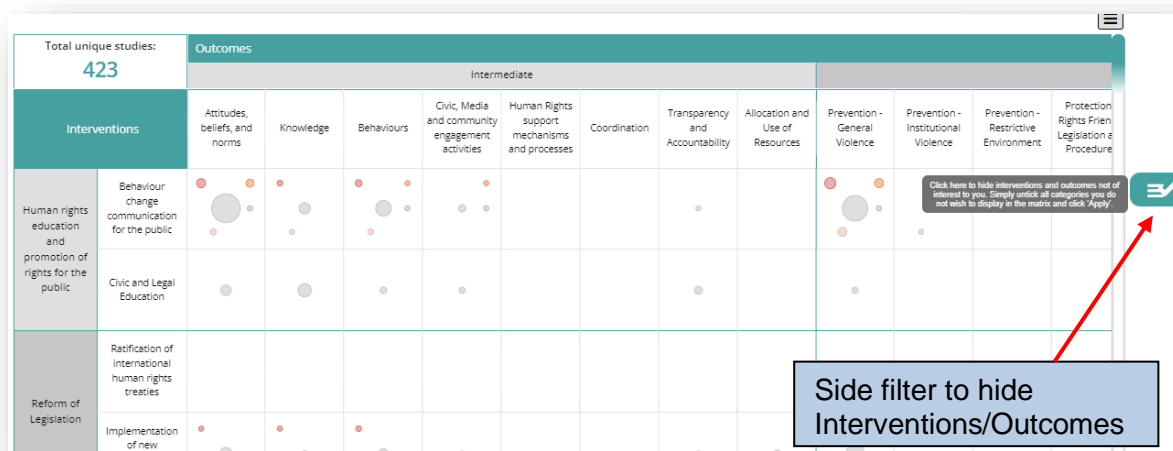 Total unique studies:
423
Outcomes
Intermediate
Interventions
Attitudes,
beliefs, and
norms
Knowledge
Behaviours
Civic, Media
and community
engagement
activities
Human Rights
support
mechanisms
and processes
Coordination
Transparency
and
Accountability
Allocation and
Use of
Resources
Prevention -
General
Violence
Prevention -
Institutional
Violence
Prevention -
Restrictive
Environment
Protection
Rights Frien
Legislation a
Procedure
Human rights
education
and
promotion of
rights for the
public
Behaviour
change
communication
for the public
Click here to hide interventions and outcomes not of
interest to you. Simply untick all categories you do
not wish to display in the matrix and click 'Apply'.
Civic and Legal
Education
Reform of
Legislation
Ratification of
international
human rights
treaties
Implementation
of new
Side filter to hide
Interventions/Outcomes